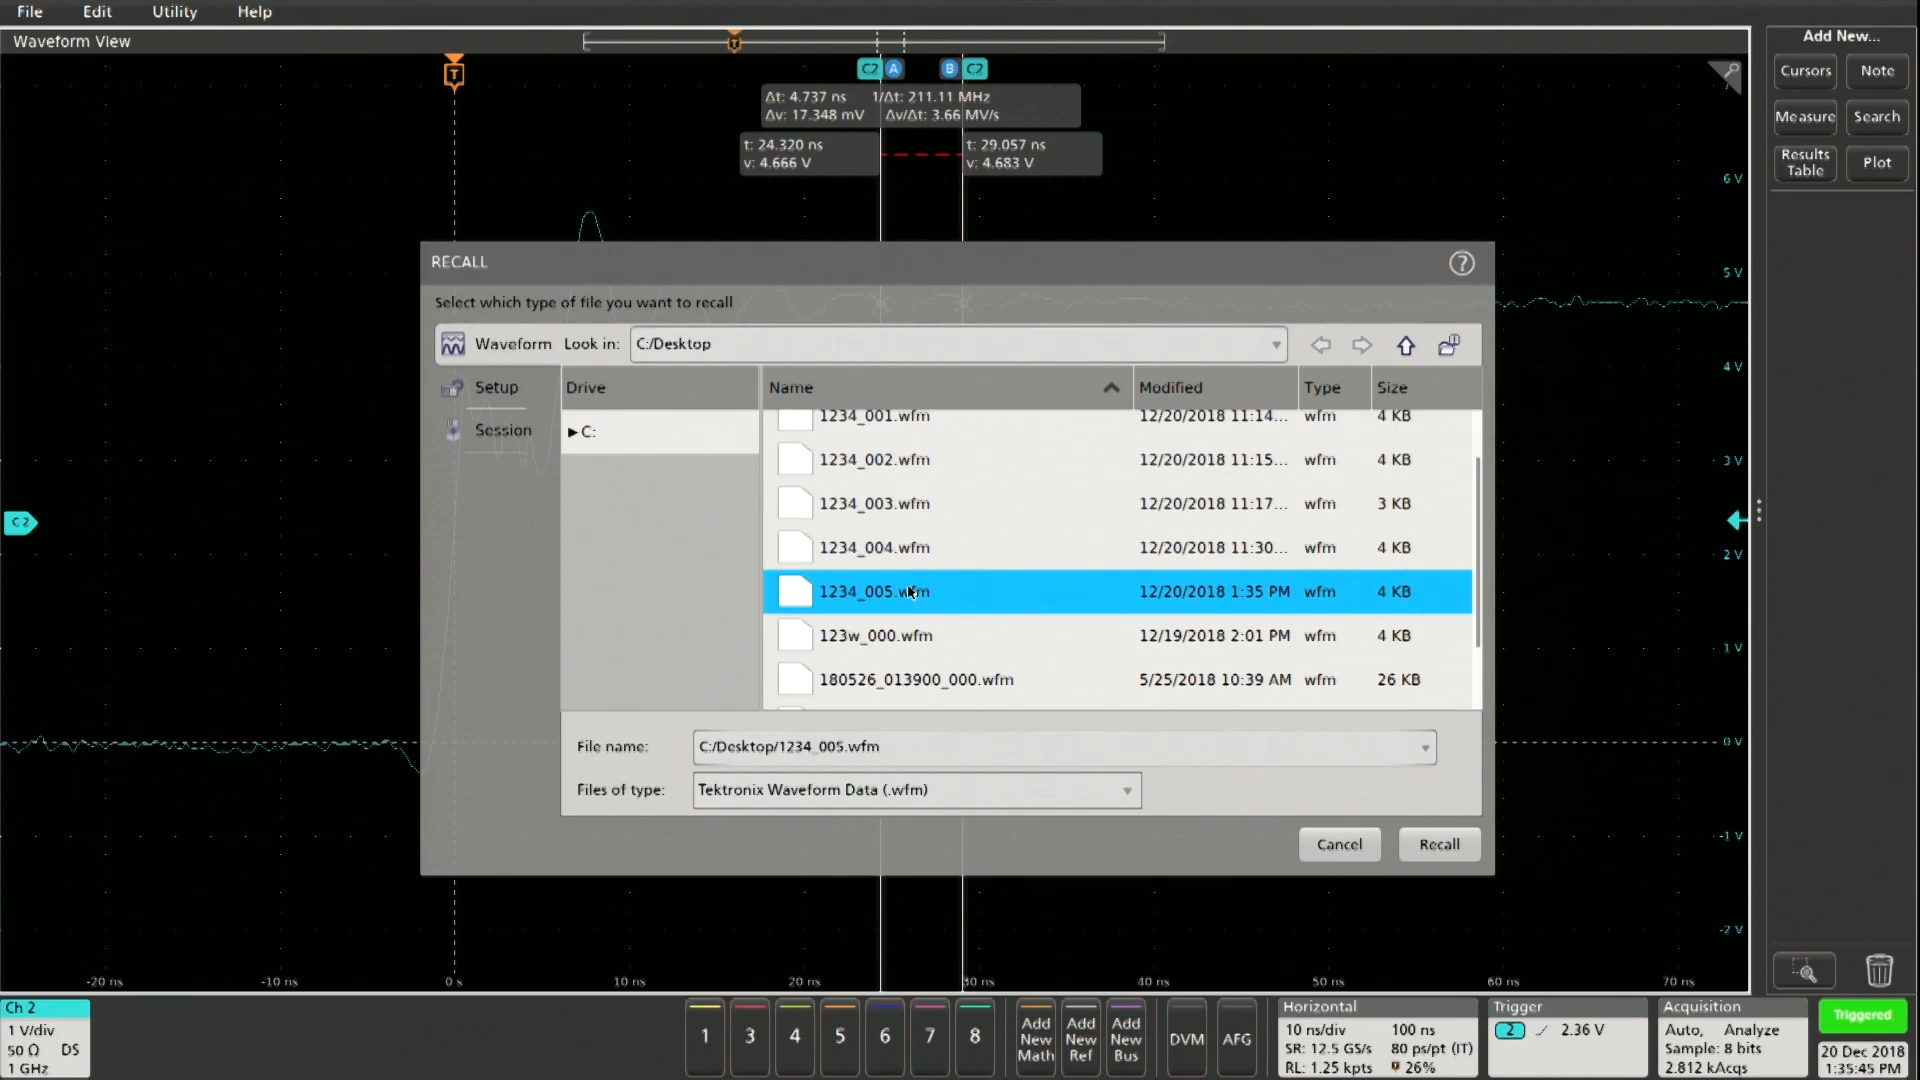 File Edit Utility Help
Waveform View
Add New...
T
T
C2 A B C2
Cursors Note
Δt: 4.737 ns 1/Δt: 211.11 MHz
Δv: 17.348 mV Δv/Δt: 3.66 MV/s
Measure Search
t: 24.320 ns
v: 4.666 V
t: 29.057 ns
v: 4.683 V
Results Table Plot
6 V
5 V
4 V
3 V
2 V
1 V
0 V
-1 V
-2 V
RECALL ?
Select which type of file you want to recall
Waveform Look in: C:/Desktop
Setup
Session
Drive Name Modified Type Size
C:
1234_001.wfm 12/20/2018 11:14... wfm 4 KB
1234_002.wfm 12/20/2018 11:15... wfm 4 KB
1234_003.wfm 12/20/2018 11:17... wfm 3 KB
1234_004.wfm 12/20/2018 11:30... wfm 4 KB
1234_005.wfm 12/20/2018 1:35 PM wfm 4 KB
123w_000.wfm 12/19/2018 2:01 PM wfm 4 KB
180526_013900_000.wfm 5/25/2018 10:39 AM wfm 26 KB
File name: C:/Desktop/1234_005.wfm
Files of type: Tektronix Waveform Data (.wfm)
Cancel Recall
C2
-20 ns -10 ns 0 s 10 ns 20 ns 30 ns 40 ns 50 ns 60 ns 70 ns
Ch 2
1 V/div
50 Ω DS
1 GHz
1 3 4 5 6 7 8
Add New Math
Add New Ref
Add New Bus
DVM AFG
Horizontal
10 ns/div 100 ns
SR: 12.5 GS/s 80 ps/pt (IT)
RL: 1.25 kpts 26%
Trigger
2 2.36 V
Acquisition
Auto, Analyze
Sample: 8 bits
2.812 kAcqs
Triggered
20 Dec 2018
1:35:45 PM